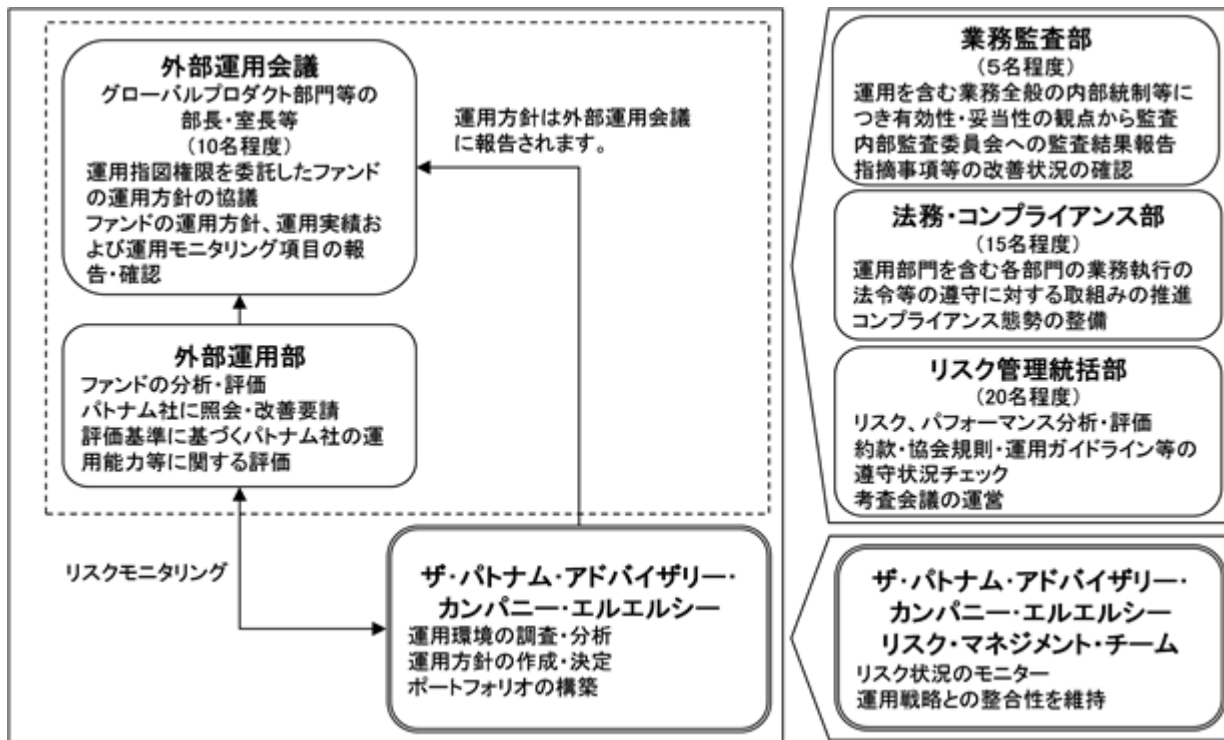 外部運用会議
グローバルプロダクト部門等の
部長・室長等
(10名程度)
運用指図権限を委託したファンド
の運用方針の協議
ファンドの運用方針、運用実績お
よび運用モニタリング項目の報
告・確認
運用方針は外部運用会議
に報告されます。
外部運用部
ファンドの分析・評価
パトナム社に照会・改善要請
評価基準に基づくパトナム社の運
用能力等に関する評価
リスクモニタリング
ザ・パトナム・アドバイザリー・
カンパニー・エルエルシー
運用環境の調査・分析
運用方針の作成・決定
ポートフォリオの構築
業務監査部
(5名程度)
運用を含む業務全般の内部統制等に
つき有効性・妥当性の観点から監査
内部監査委員会への監査結果報告
指摘事項等の改善状況の確認
法務・コンプライアンス部
(15名程度)
運用部門を含む各部門の業務執行の
法令等の遵守に対する取組みの推進
コンプライアンス態勢の整備
リスク管理統括部
(20名程度)
リスク、パフォーマンス分析・評価
約款・協会規則・運用ガイドライン等の
遵守状況チェック
考査会議の運営
ザ・パトナム・アドバイザリー・
カンパニー・エルエルシー
リスク・マネジメント・チーム
リスク状況のモニター
運用戦略との整合性を維持